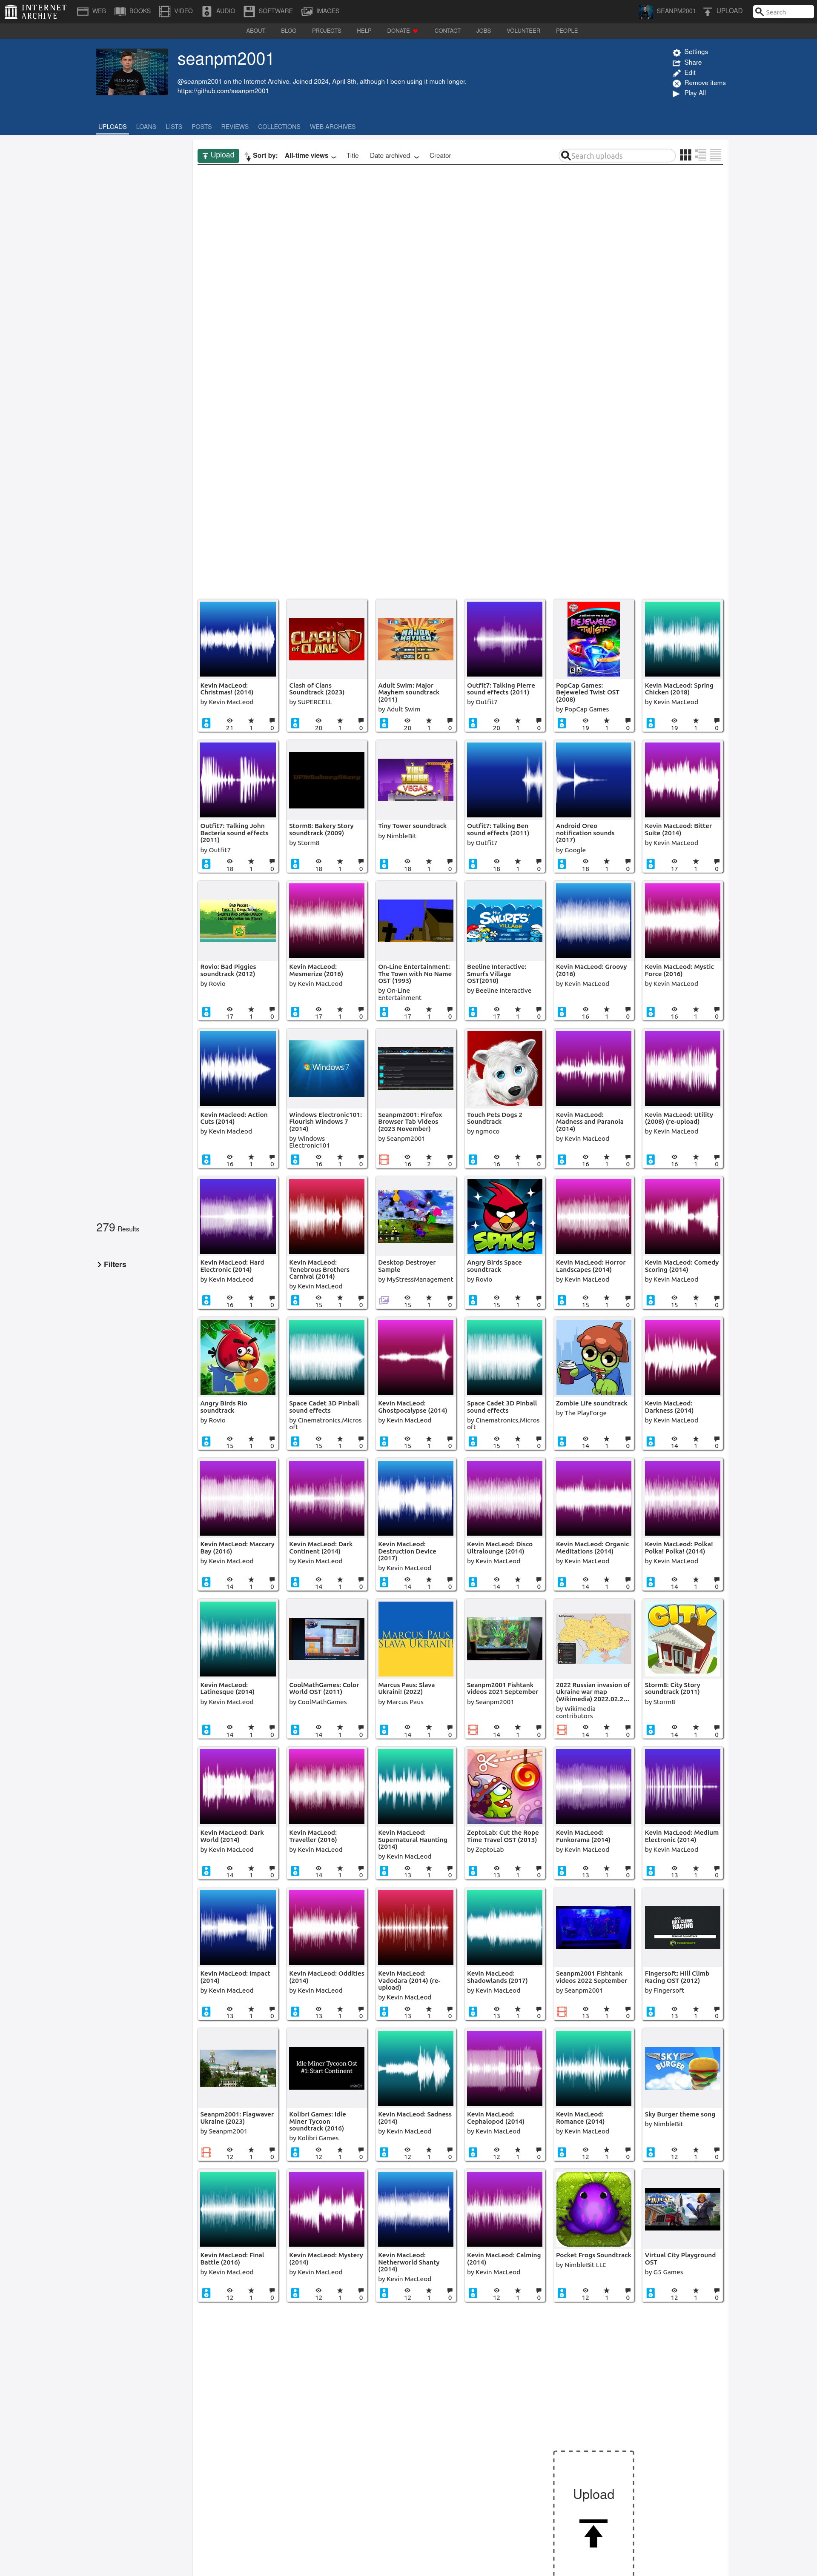 INTERNET ARCHIVE WEB BOOKS VIDEO AUDIO SOFTWARE IMAGES SEANPM2001 UPLOAD Search
ABOUT BLOG PROJECTS HELP DONATE CONTACT JOBS VOLUNTEER PEOPLE
seanpm2001
@seanpm2001 on the Internet Archive. Joined 2024, April 8th, although I been using it much longer.
https://github.com/seanpm2001
Settings
Share
Edit
Remove items
Play All
UPLOADS LOANS LISTS POSTS REVIEWS COLLECTIONS WEB ARCHIVES
Upload Sort by: All-time views Title Date archived Creator Search uploads
279 Results
Filters
Kevin MacLeod: Christmas! (2014)
by Kevin MacLeod
21 1 0
CLASH of CLANS
Clash of Clans Soundtrack (2023)
by SUPERCELL
20 1 0
MAJOR MAYHEM
Adult Swim: Major Mayhem soundtrack (2011)
by Adult Swim
20 1 0
Outfit7: Talking Pierre sound effects (2011)
by Outfit7
20 1 0
BEJEWELED TWIST
PopCap Games: Bejeweled Twist OST (2008)
by PopCap Games
19 1 0
Kevin MacLeod: Spring Chicken (2018)
by Kevin MacLeod
19 1 0
Outfit7: Talking John Bacteria sound effects (2011)
by Outfit7
18 1 0
Storm8: Bakery Story soundtrack (2009)
by Storm8
18 1 0
TINY TOWER VEGAS
Tiny Tower soundtrack
by NimbleBit
18 1 0
Outfit7: Talking Ben sound effects (2011)
by Outfit7
18 1 0
Android Oreo notification sounds (2017)
by Google
18 1 0
Kevin MacLeod: Bitter Suite (2014)
by Kevin MacLeod
17 1 0
Rovio: Bad Piggies soundtrack (2012)
by Rovio
17 1 0
Kevin MacLeod: Mesmerize (2016)
by Kevin MacLeod
17 1 0
On-Line Entertainment: The Town with No Name OST (1993)
by On-Line Entertainment
17 1 0
The SMURFS' VILLAGE
Beeline Interactive: Smurfs Village OST(2010)
by Beeline Interactive
17 1 0
Kevin MacLeod: Groovy (2016)
by Kevin MacLeod
16 1 0
Kevin MacLeod: Mystic Force (2016)
by Kevin MacLeod
16 1 0
Kevin Macleod: Action Cuts (2014)
by Kevin Macleod
16 1 0
Windows 7
Windows Electronic101: Flourish Windows 7 (2014)
by Windows Electronic101
16 1 0
Seanpm2001: Firefox Browser Tab Videos (2023 November)
by Seanpm2001
16 2 0
Touch Pets Dogs 2 Soundtrack
by ngmoco
16 1 0
Kevin MacLeod: Madness and Paranoia (2014)
by Kevin MacLeod
16 1 0
Kevin MacLeod: Utility (2008) (re-upload)
by Kevin MacLeod
16 1 0
Kevin MacLeod: Hard Electronic (2014)
by Kevin MacLeod
16 1 0
Kevin MacLeod: Tenebrous Brothers Carnival (2014)
by Kevin MacLeod
15 1 0
Desktop Destroyer Sample
by MyStressManagement
15 1 0
SPACE
Angry Birds Space soundtrack
by Rovio
15 1 0
Kevin MacLeod: Horror Landscapes (2014)
by Kevin MacLeod
15 1 0
Kevin MacLeod: Comedy Scoring (2014)
by Kevin MacLeod
15 1 0
RIO
Angry Birds Rio soundtrack
by Rovio
15 1 0
Space Cadet 3D Pinball sound effects
by Cinematronics,Microsoft
15 1 0
Kevin MacLeod: Ghostpocalypse (2014)
by Kevin MacLeod
15 1 0
Space Cadet 3D Pinball sound effects
by Cinematronics,Microsoft
15 1 0
Zombie Life soundtrack
by The PlayForge
14 1 0
Kevin MacLeod: Darkness (2014)
by Kevin MacLeod
14 1 0
Kevin MacLeod: Maccary Bay (2016)
by Kevin MacLeod
14 1 0
Kevin MacLeod: Dark Continent (2014)
by Kevin MacLeod
14 1 0
Kevin MacLeod: Destruction Device (2017)
by Kevin MacLeod
14 1 0
Kevin MacLeod: Disco Ultralounge (2014)
by Kevin MacLeod
14 1 0
Kevin MacLeod: Organic Meditations (2014)
by Kevin MacLeod
14 1 0
Kevin MacLeod: Polka! Polka! Polka! (2014)
by Kevin MacLeod
14 1 0
Kevin MacLeod: Latinesque (2014)
by Kevin MacLeod
14 1 0
CoolMathGames: Color World OST (2011)
by CoolMathGames
14 1 0
MARCUS PAUS SLAVA UKRAINI!
Marcus Paus: Slava Ukraini! (2022)
by Marcus Paus
14 1 0
Seanpm2001 Fishtank videos 2021 September
by Seanpm2001
14 1 0
2022 Russian invasion of Ukraine war map (Wikimedia) 2022.02.2...
by Wikimedia contributors
14 1 0
CITY
Storm8: City Story soundtrack (2011)
by Storm8
14 1 0
Kevin MacLeod: Dark World (2014)
by Kevin MacLeod
14 1 0
Kevin MacLeod: Traveller (2016)
by Kevin MacLeod
14 1 0
Kevin MacLeod: Supernatural Haunting (2014)
by Kevin MacLeod
13 1 0
ZeptoLab: Cut the Rope Time Travel OST (2013)
by ZeptoLab
13 1 0
Kevin MacLeod: Funkorama (2014)
by Kevin MacLeod
13 1 0
Kevin MacLeod: Medium Electronic (2014)
by Kevin MacLeod
13 1 0
Kevin MacLeod: Impact (2014)
by Kevin MacLeod
13 1 0
Kevin MacLeod: Oddities (2014)
by Kevin MacLeod
13 1 0
Kevin MacLeod: Vadodara (2014) (re-upload)
by Kevin MacLeod
13 1 0
Kevin MacLeod: Shadowlands (2017)
by Kevin MacLeod
13 1 0
Seanpm2001 Fishtank videos 2022 September
by Seanpm2001
13 1 0
HILL CLIMB RACING
Fingersoft: Hill Climb Racing OST (2012)
by Fingersoft
13 1 0
Seanpm2001: Flagwaver Ukraine (2023)
by Seanpm2001
12 1 0
Idle Miner Tycoon Ost #1: Start Continent
Kolibri Games: Idle Miner Tycoon soundtrack (2016)
by Kolibri Games
12 1 0
Kevin MacLeod: Sadness (2014)
by Kevin MacLeod
12 1 0
Kevin MacLeod: Cephalopod (2014)
by Kevin MacLeod
12 1 0
Kevin MacLeod: Romance (2014)
by Kevin MacLeod
12 1 0
SKY BURGER
Sky Burger theme song
by NimbleBit
12 1 0
Kevin MacLeod: Final Battle (2016)
by Kevin MacLeod
12 1 0
Kevin MacLeod: Mystery (2014)
by Kevin MacLeod
12 1 0
Kevin MacLeod: Netherworld Shanty (2014)
by Kevin MacLeod
12 1 0
Kevin MacLeod: Calming (2014)
by Kevin MacLeod
12 1 0
Pocket Frogs Soundtrack
by NimbleBit LLC
12 1 0
Virtual City Playground OST
by G5 Games
12 1 0
Upload